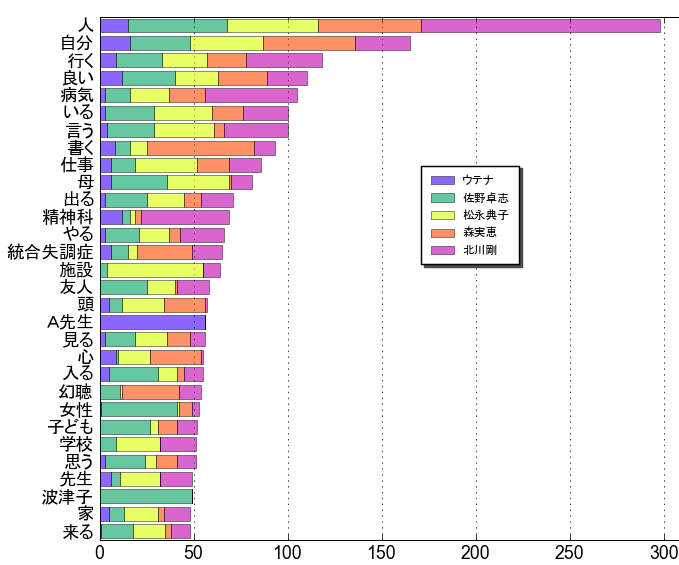 人
自分
行く
良い
病気
いる
言う
書く
仕事
母
出る
精神科
やる
統合失調症
施設
友人
頭
A先生
見る
心
入る
幻聴
女性
子ども
学校
思う
先生
波津子
家
来る
ウテナ
佐野卓志
松永典子
森実恵
北川剛
0 50 100 150 200 250 300